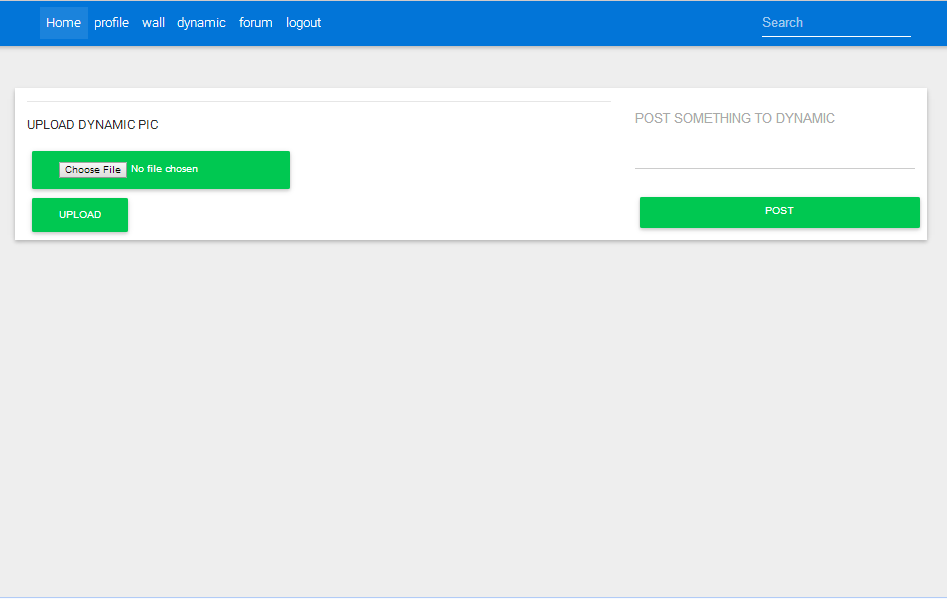 Home profile wall dynamic forum logout Search
UPLOAD DYNAMIC PIC
Choose File No file chosen
UPLOAD
POST SOMETHING TO DYNAMIC
POST